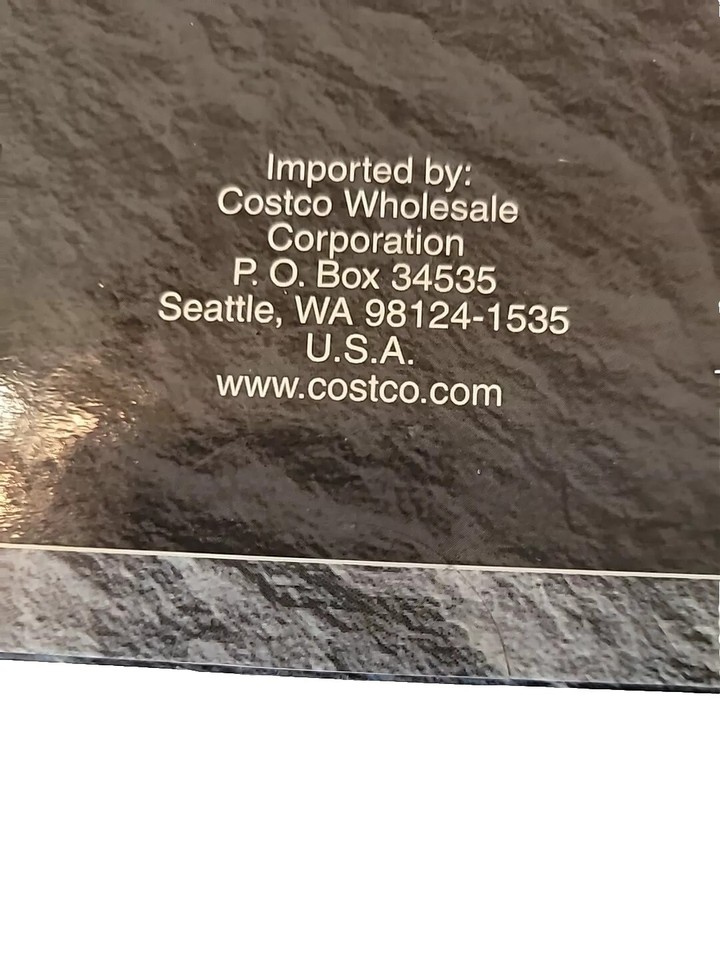 Imported by:
Costco Wholesale
Corporation
P. O. Box 34535
Seattle, WA 98124-1535
U.S.A.
www.costco.com